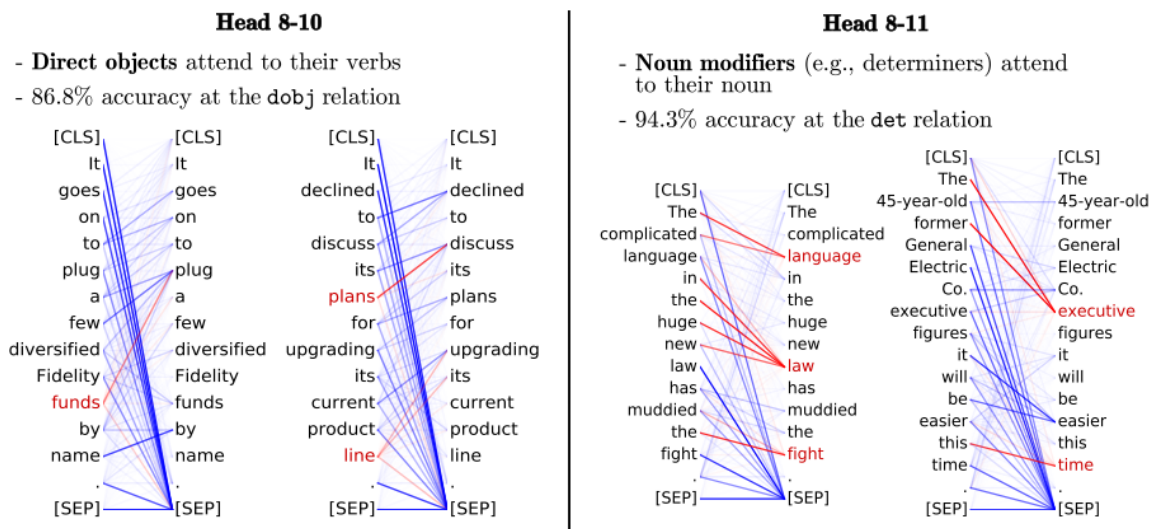 Head 8-10
- Direct objects attend to their verbs
- 86.8% accuracy at the dobj relation
[CLS]
It
goes
on
to
plug
a
few
diversified
Fidelity
funds
by
name
.
[SEP]
[CLS]
It
goes
on
to
plug
a
few
diversified
Fidelity
funds
by
name
.
[SEP]
[CLS]
It
declined
to
discuss
its
plans
for
upgrading
its
current
product
line
.
[SEP]
[CLS]
It
declined
to
discuss
its
plans
for
upgrading
its
current
product
line
.
[SEP]
Head 8-11
- Noun modifiers (e.g., determiners) attend
to their noun
- 94.3% accuracy at the det relation
[CLS]
The
complicated
language
in
the
huge
new
law
has
muddied
the
fight
.
[SEP]
[CLS]
The
complicated
language
in
the
huge
new
law
has
muddied
the
fight
.
[SEP]
[CLS]
The
45-year-old
former
General
Electric
Co.
executive
figures
it
will
be
easier
this
time
.
[SEP]
[CLS]
The
45-year-old
former
General
Electric
Co.
executive
figures
it
will
be
easier
this
time
.
[SEP]